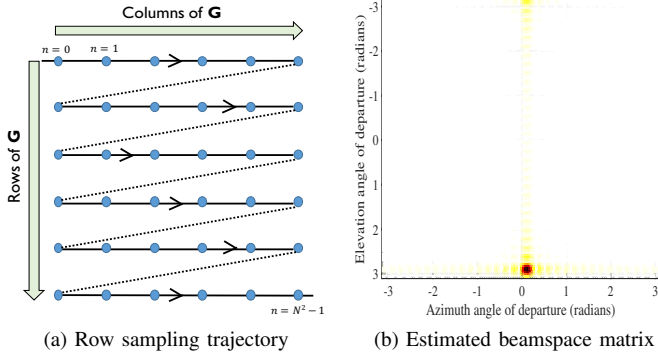 Columns of G
n = 0
n = 1
Rows of G
n = N² − 1
(a) Row sampling trajectory
Elevation angle of departure (radians)
-3
-2
-1
0
1
2
3
-3
-2
-1
0
1
2
3
Azimuth angle of departure (radians)
(b) Estimated beamspace matrix